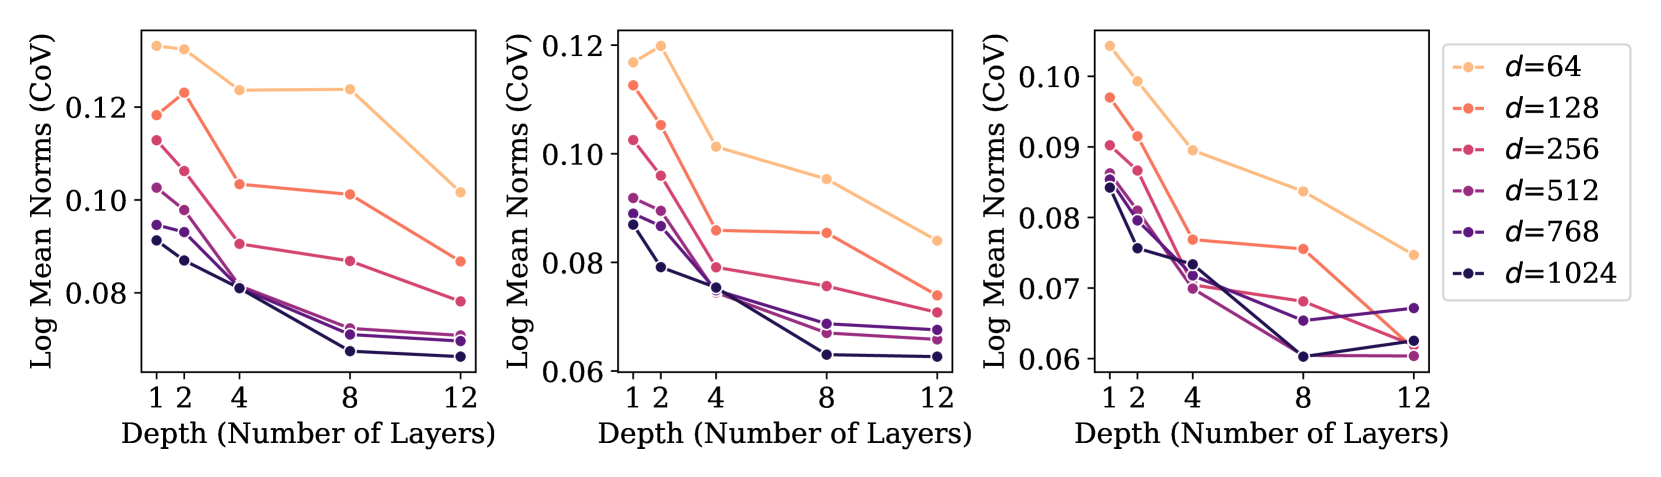 Log Mean Norms (CoV)
0.12
0.10
0.08
1 2 4 8 12
Depth (Number of Layers)
Log Mean Norms (CoV)
0.12
0.10
0.08
0.06
1 2 4 8 12
Depth (Number of Layers)
Log Mean Norms (CoV)
0.10
0.09
0.08
0.07
0.06
1 2 4 8 12
Depth (Number of Layers)
d=64
d=128
d=256
d=512
d=768
d=1024